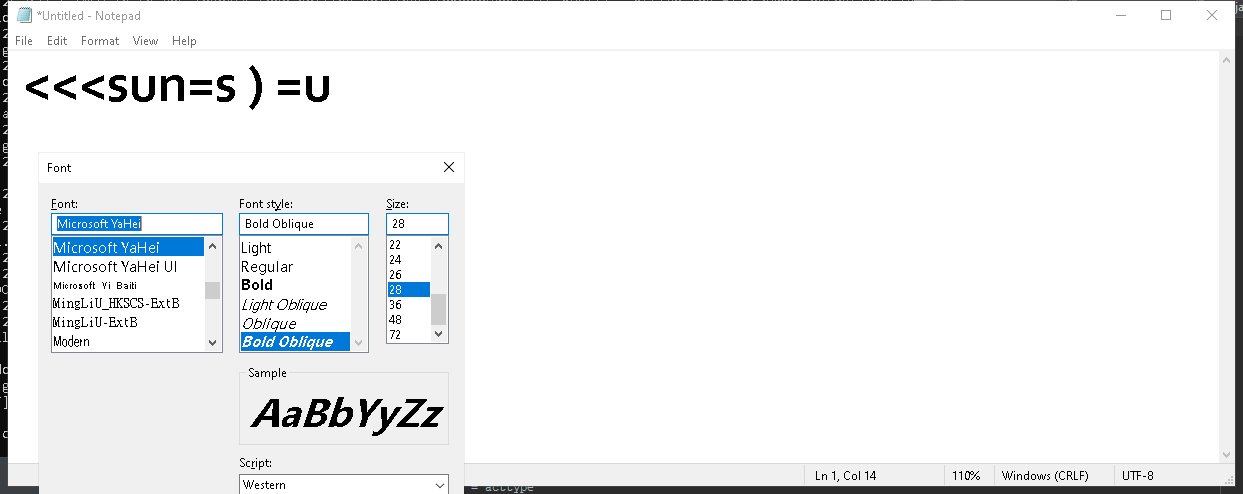 *Untitled - Notepad
File Edit Format View Help
<<<sun=s ) =u
Font
Font: Font style: Size:
Microsoft YaHei Bold Oblique 28
Microsoft YaHei
Microsoft YaHei UI
Microsoft Yi Baiti
MingLiU_HKSCS-ExtB
MingLiU-ExtB
Modern
Light
Regular
Bold
Light Oblique
Oblique
Bold Oblique
22
24
26
28
36
48
72
Sample
AaBbYyZz
Script:
Western
Ln 1, Col 14 110% Windows (CRLF) UTF-8
= acctype